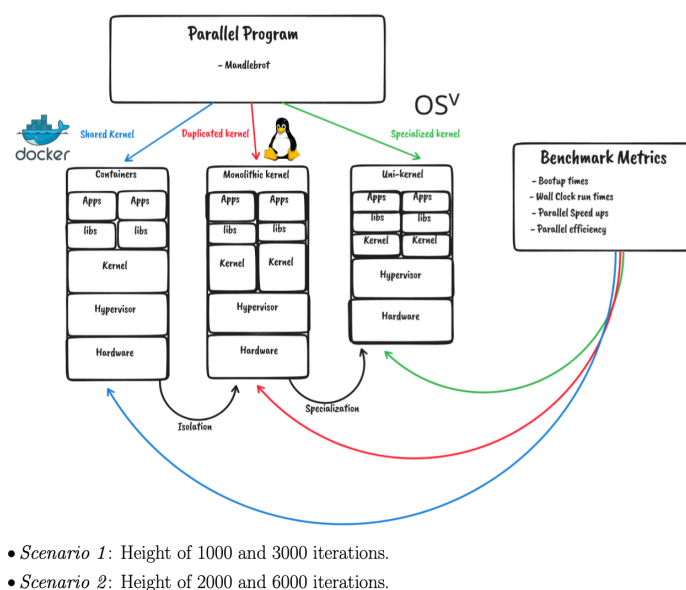 Parallel Program
- Mandlebrot
docker
Shared Kernel
Duplicated kernel
OSv
Specialized kernel
Containers
Apps Apps
libs libs
Kernel
Hypervisor
Hardware
Monolithic kernel
Apps Apps
libs libs
Kernel Kernel
Hypervisor
Hardware
Uni-kernel
Apps Apps
libs libs
Kernel Kernel
Hypervisor
Hardware
Benchmark Metrics
- Bootup times
- Wall Clock run times
- Parallel Speed ups
- Parallel efficiency
Isolation
Specialization
• Scenario 1: Height of 1000 and 3000 iterations.
• Scenario 2: Height of 2000 and 6000 iterations.